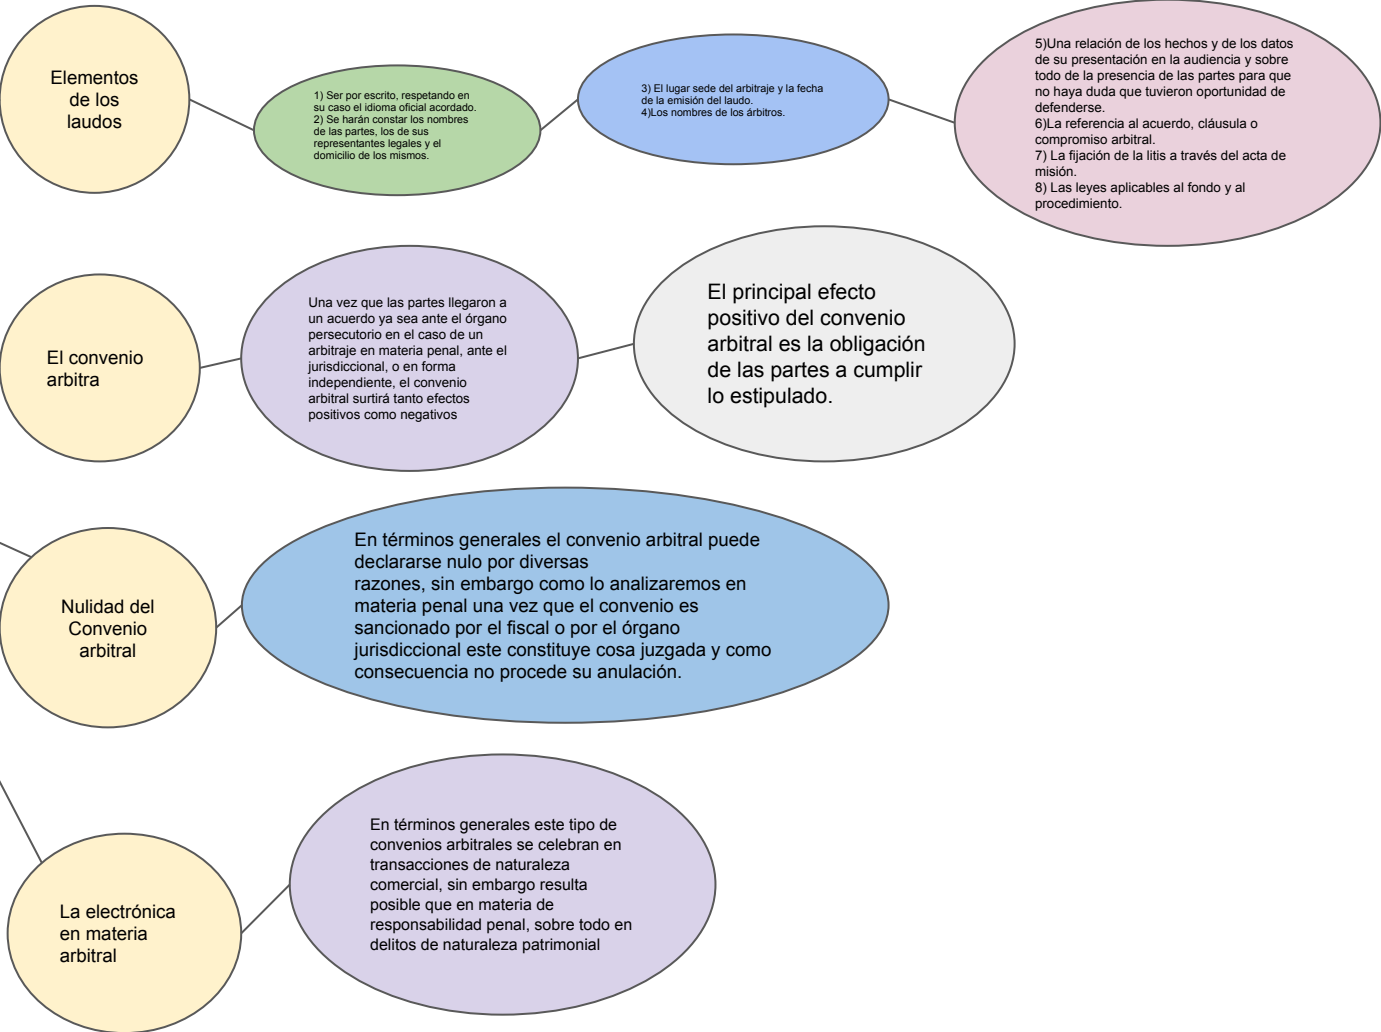 Elementos
de los
laudos
1) Ser por escrito, respetando en
su caso el idioma oficial acordado.
2) Se harán constar los nombres
de las partes, los de sus
representantes legales y el
domicilio de los mismos.
3) El lugar sede del arbitraje y la fecha
de la emisión del laudo.
4)Los nombres de los árbitros.
5)Una relación de los hechos y de los datos
de su presentación en la audiencia y sobre
todo de la presencia de las partes para que
no haya duda que tuvieron oportunidad de
defenderse.
6)La referencia al acuerdo, cláusula o
compromiso arbitral.
7) La fijación de la litis a través del acta de
misión.
8) Las leyes aplicables al fondo y al
procedimiento.
El convenio
arbitra
Una vez que las partes llegaron a
un acuerdo ya sea ante el órgano
persecutorio en el caso de un
arbitraje en materia penal, ante el
jurisdiccional, o en forma
independiente, el convenio
arbitral surtirá tanto efectos
positivos como negativos
El principal efecto
positivo del convenio
arbitral es la obligación
de las partes a cumplir
lo estipulado.
Nulidad del
Convenio
arbitral
En términos generales el convenio arbitral puede
declararse nulo por diversas
razones, sin embargo como lo analizaremos en
materia penal una vez que el convenio es
sancionado por el fiscal o por el órgano
jurisdiccional este constituye cosa juzgada y como
consecuencia no procede su anulación.
La electrónica
en materia
arbitral
En términos generales este tipo de
convenios arbitrales se celebran en
transacciones de naturaleza
comercial, sin embargo resulta
posible que en materia de
responsabilidad penal, sobre todo en
delitos de naturaleza patrimonial